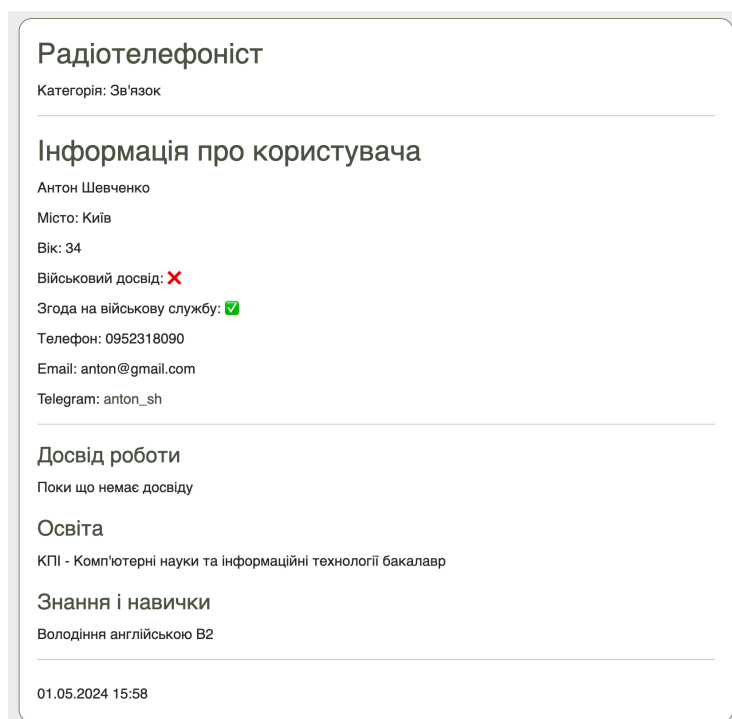 Радіотелефоніст
Категорія: Зв'язок
Інформація про користувача
Антон Шевченко
Місто: Київ
Вік: 34
Військовий досвід: ❌
Згода на військову службу: ✅
Телефон: 0952318090
Email: anton@gmail.com
Telegram: anton_sh
Досвід роботи
Поки що немає досвіду
Освіта
КПІ - Комп'ютерні науки та інформаційні технології бакалавр
Знання і навички
Володіння англійською B2
01.05.2024 15:58